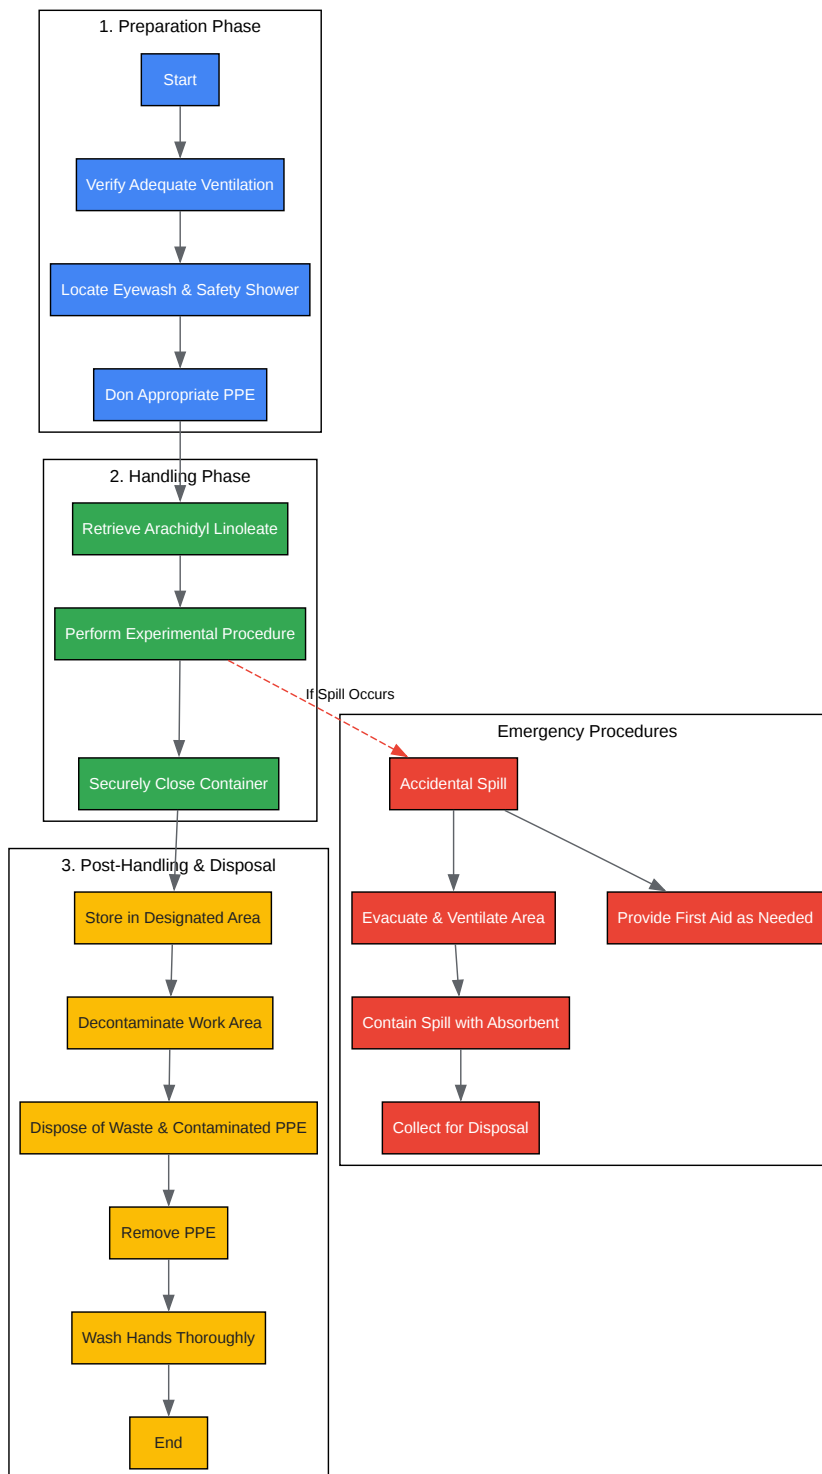 1. Preparation Phase
Start
Verify Adequate Ventilation
Locate Eyewash & Safety Shower
Don Appropriate PPE
2. Handling Phase
Retrieve Arachidyl Linoleate
Perform Experimental Procedure
If Spill Occurs
Securely Close Container
Emergency Procedures
Accidental Spill
Evacuate & Ventilate Area
Provide First Aid as Needed
Contain Spill with Absorbent
Collect for Disposal
3. Post-Handling & Disposal
Store in Designated Area
Decontaminate Work Area
Dispose of Waste & Contaminated PPE
Remove PPE
Wash Hands Thoroughly
End